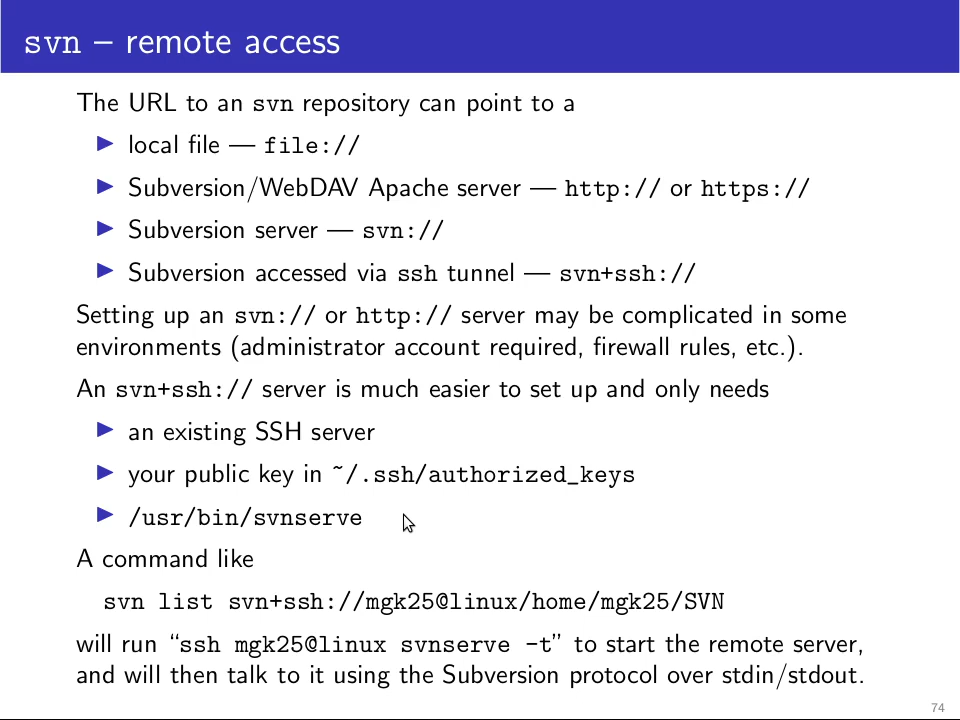 svn – remote access
The URL to an svn repository can point to a
▶ local file — file://
▶ Subversion/WebDAV Apache server — http:// or https://
▶ Subversion server — svn://
▶ Subversion accessed via ssh tunnel — svn+ssh://
Setting up an svn:// or http:// server may be complicated in some
environments (administrator account required, firewall rules, etc.).
An svn+ssh:// server is much easier to set up and only needs
▶ an existing SSH server
▶ your public key in ~/.ssh/authorized_keys
▶ /usr/bin/svnserve
A command like
svn list svn+ssh://mgk25@linux/home/mgk25/SVN
will run “ssh mgk25@linux svnserve -t” to start the remote server,
and will then talk to it using the Subversion protocol over stdin/stdout.
74